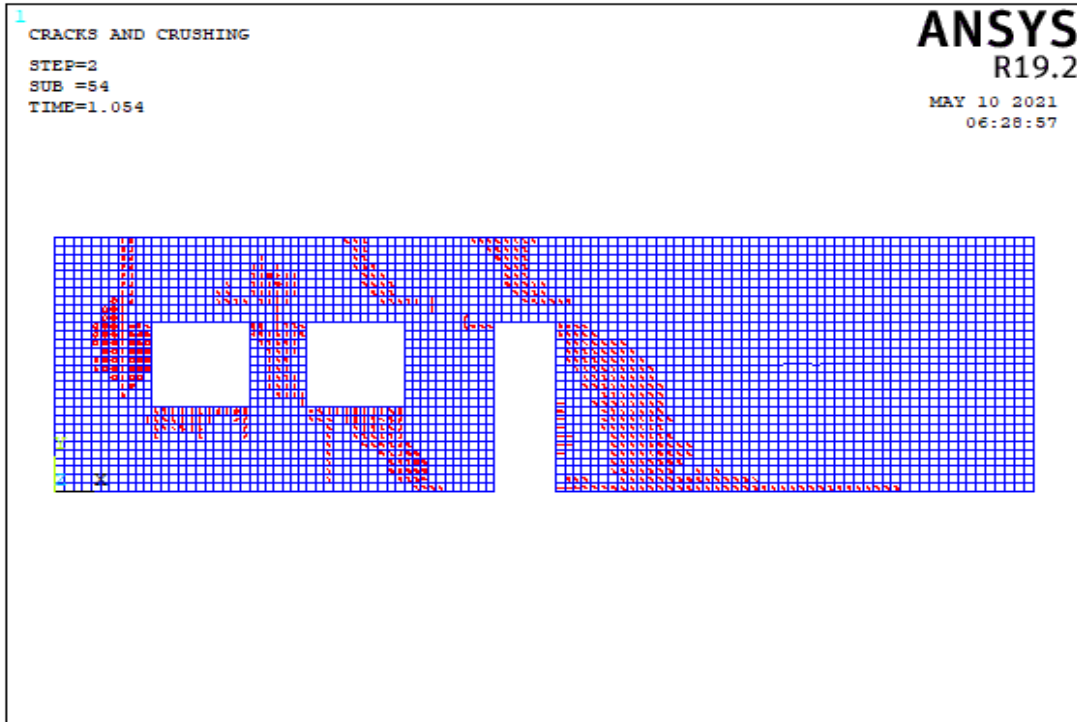 1
CRACKS AND CRUSHING
STEP=2
SUB =54
TIME=1.054
ANSYS
R19.2
MAY 10 2021
06:28:57
Y
Z X